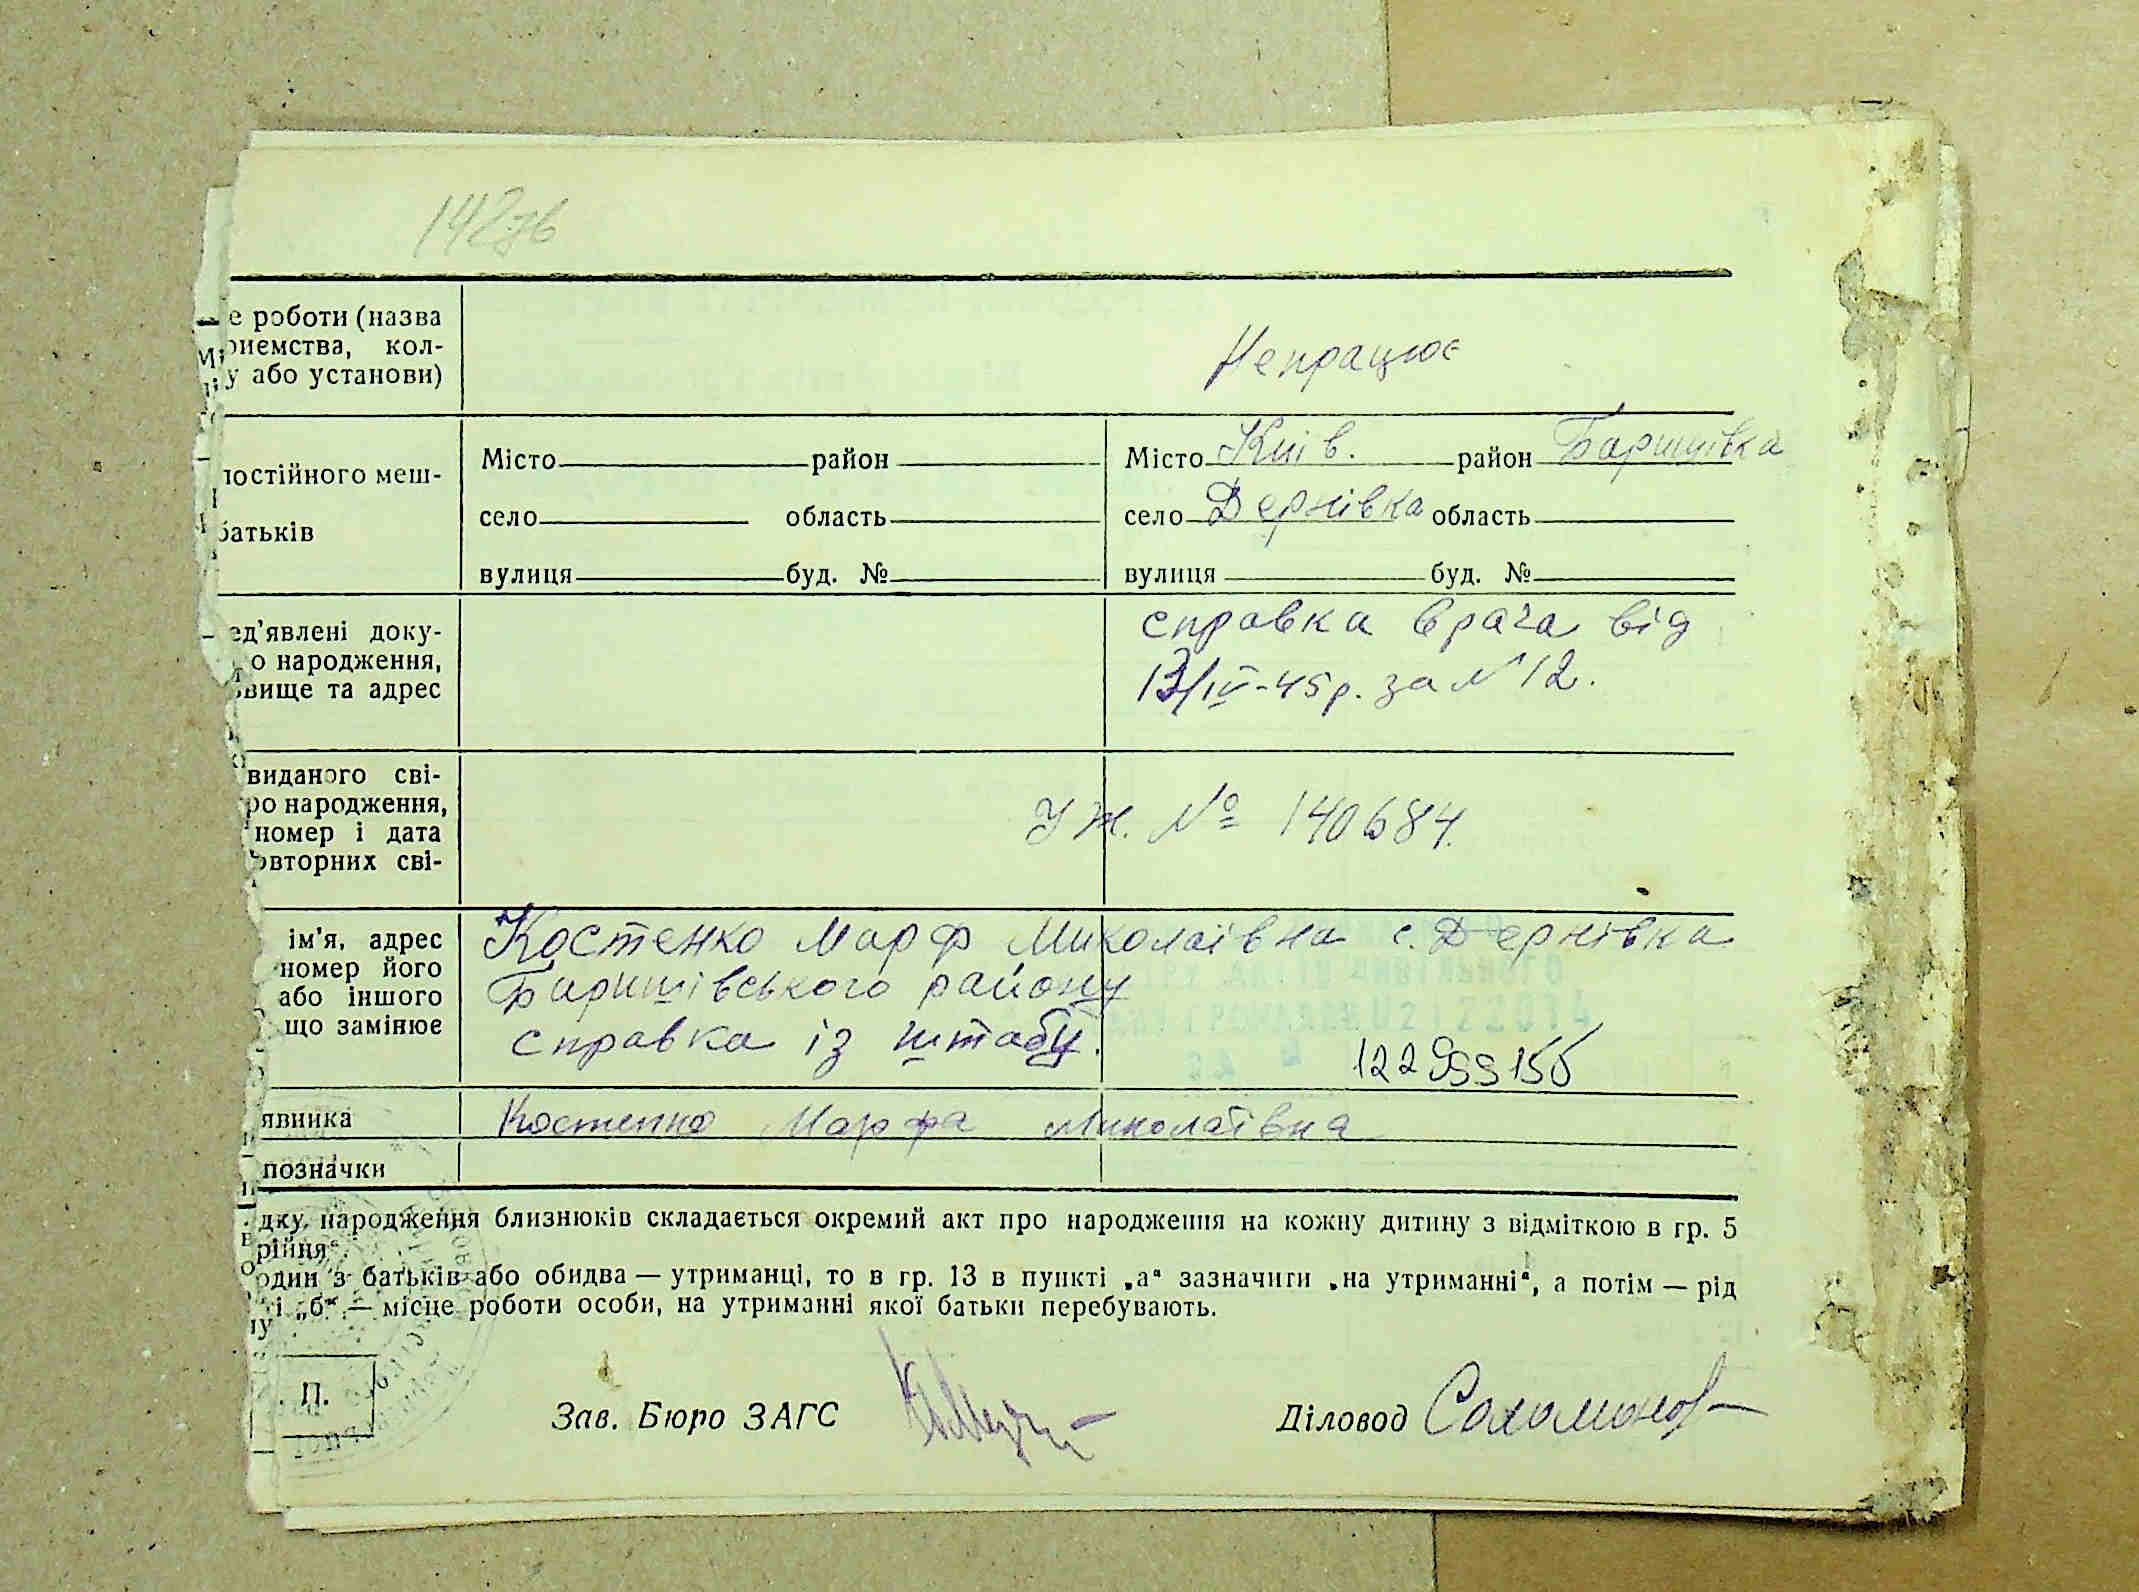 142зв
е роботи (назва
риємства, кол-
у або установи)
Непрацює
постійного меш-
батьків
Місто район
село область
вулиця буд. №
Місто Київ. район Баришівка
село Дернівка область
вулиця буд. №
ед'явлені доку-
о народження,
звище та адрес
справка врача від
13/IV-45р. за N 12.
виданого сві-
ро народження,
номер і дата
овторних сві-
УЖ. № 140684.
ім'я, адрес
номер його
або іншого
що замінює
Костенко Марф Миколаївна с. Дернівка
Баришівського району
справка із штабу.
явника
Костенко Марфа Миколаївна
позначки
дку, народження близнюків складається окремий акт про народження на кожну дитину з відміткою в гр. 5
рійня“.
один з батьків або обидва — утриманці, то в гр. 13 в пункті „а“ зазначити „на утриманні“, а потім — рід
і „б“ — місце роботи особи, на утриманні якої батьки перебувають.
П.
Зав. Бюро ЗАГС
Діловод Соломонов